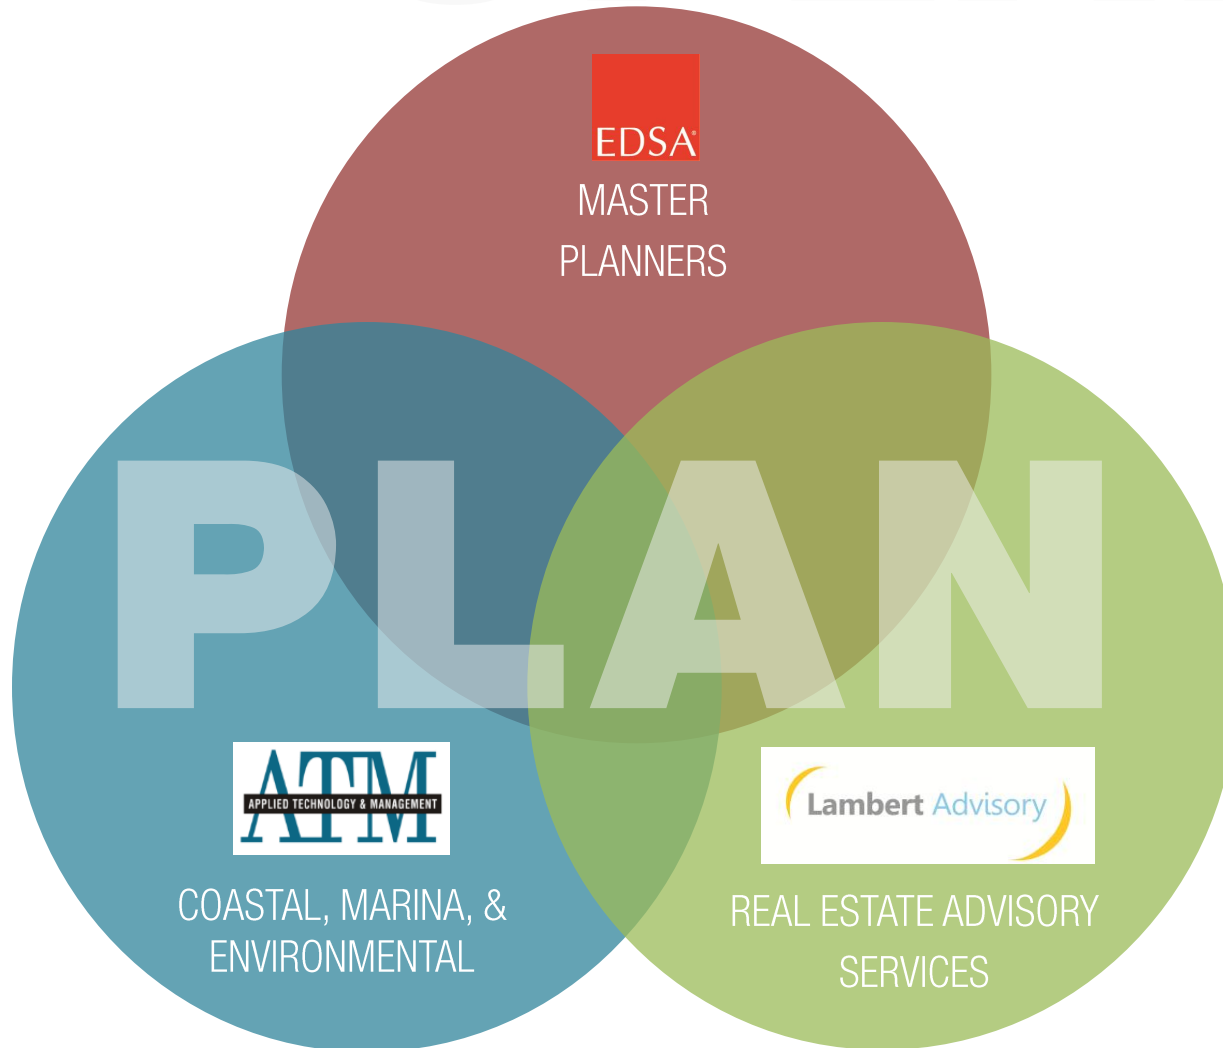 EDSA®
MASTER
PLANNERS
PLAN
ATM
APPLIED TECHNOLOGY & MANAGEMENT
COASTAL, MARINA, &
ENVIRONMENTAL
Lambert Advisory
REAL ESTATE ADVISORY
SERVICES